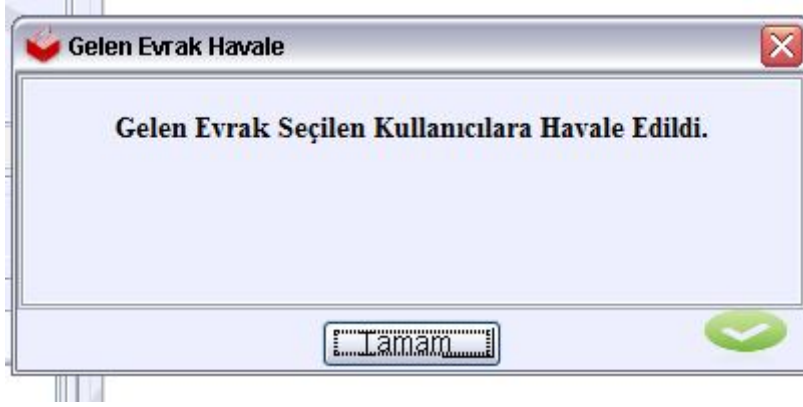 Gelen Evrak Havale
Gelen Evrak Seçilen Kullanıcılara Havale Edildi.
Tamam